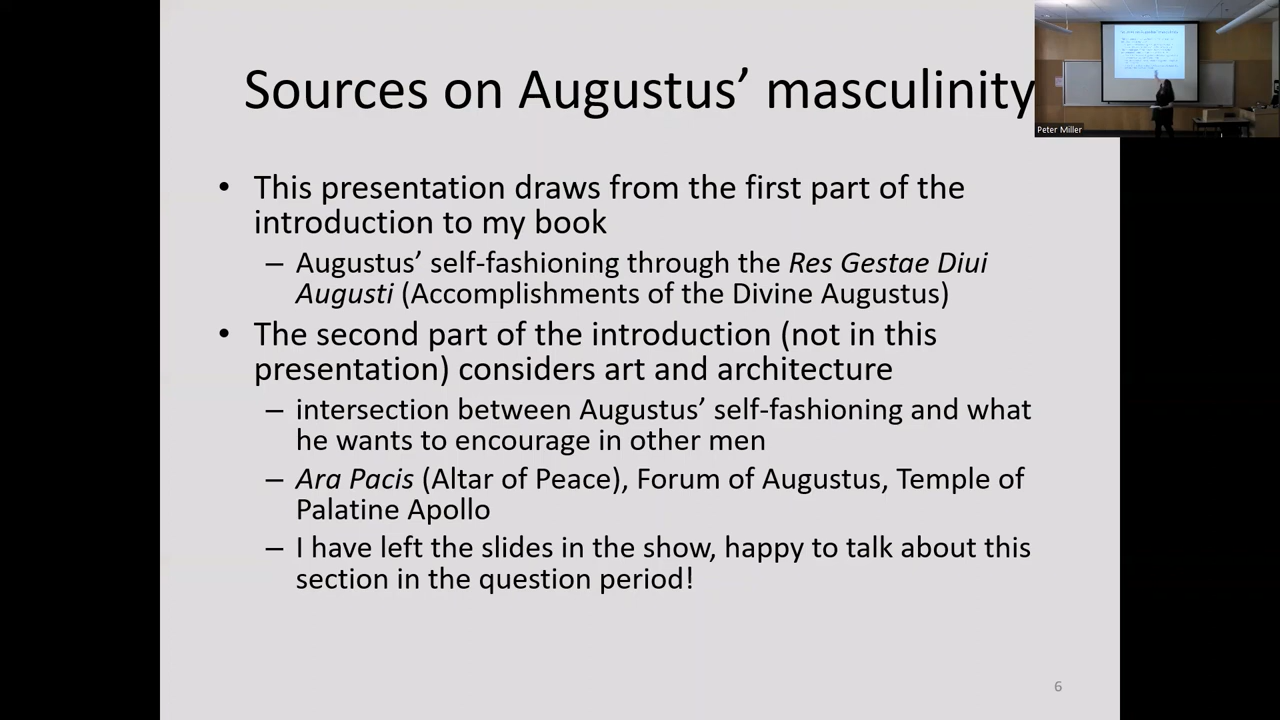 Sources on Augustus’ masculinity
Peter Miller
• This presentation draws from the first part of the
introduction to my book
– Augustus’ self-fashioning through the Res Gestae Diui
Augusti (Accomplishments of the Divine Augustus)
• The second part of the introduction (not in this
presentation) considers art and architecture
– intersection between Augustus’ self-fashioning and what
he wants to encourage in other men
– Ara Pacis (Altar of Peace), Forum of Augustus, Temple of
Palatine Apollo
– I have left the slides in the show, happy to talk about this
section in the question period!
6